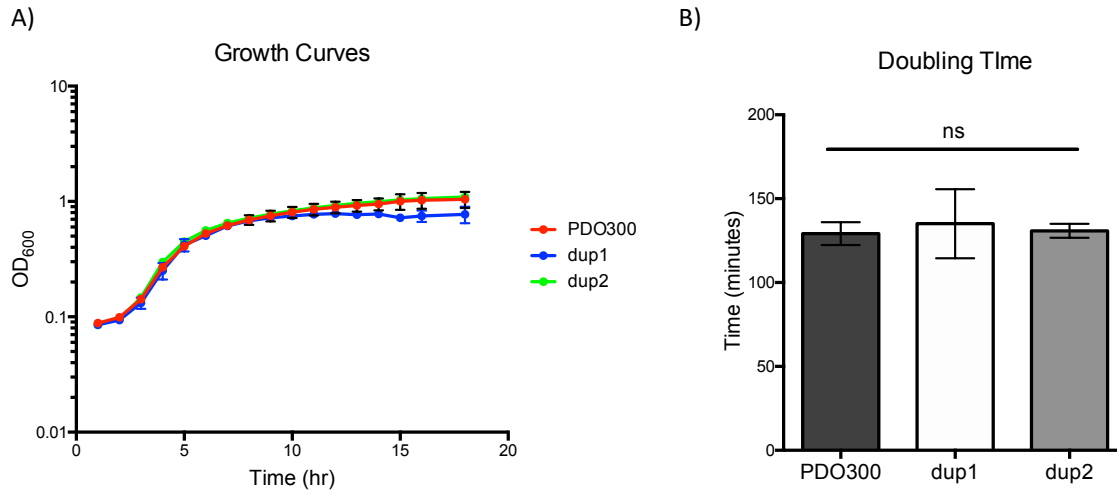 A)
Growth Curves
10
1
0.1
0.01
OD600
0
5
10
15
20
Time (hr)
PDO300
dup1
dup2
B)
Doubling TIme
ns
200
150
100
50
0
Time (minutes)
PDO300
dup1
dup2